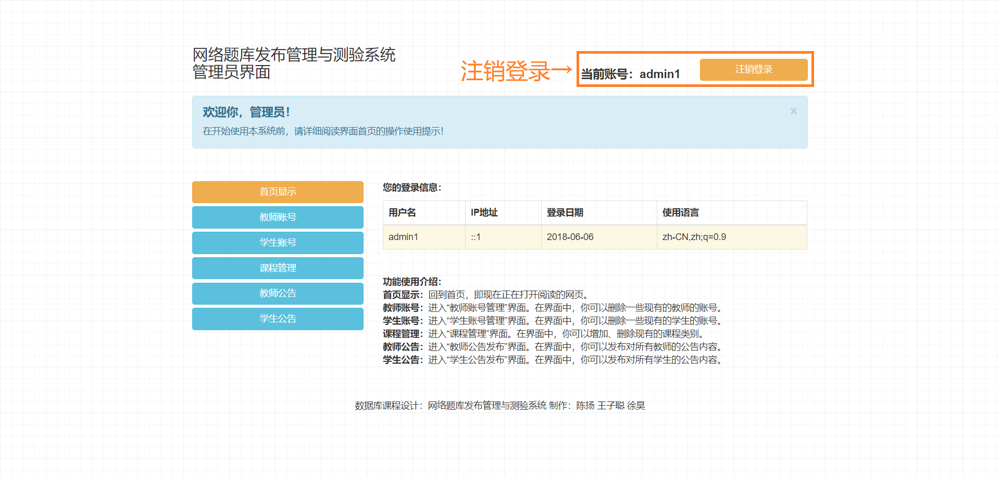 网络题库发布管理与测验系统
管理员界面
注销登录→
当前账号：admin1
注销登录
欢迎你，管理员！
×
在开始使用本系统前，请详细阅读界面首页的操作使用提示！
首页显示
教师账号
学生账号
课程管理
教师公告
学生公告
您的登录信息：
用户名 IP地址 登录日期 使用语言
admin1 ::1 2018-06-06 zh-CN,zh;q=0.9
功能使用介绍：
首页显示：回到首页，即现在正在打开阅读的网页。
教师账号：进入“教师账号管理”界面。在界面中，你可以删除一些现有的教师的账号。
学生账号：进入“学生账号管理”界面。在界面中，你可以删除一些现有的学生的账号。
课程管理：进入“课程管理”界面。在界面中，你可以增加、删除现有的课程类别。
教师公告：进入“教师公告发布”界面。在界面中，你可以发布对所有教师的公告内容。
学生公告：进入“学生公告发布”界面。在界面中，你可以发布对所有学生的公告内容。
数据库课程设计：网络题库发布管理与测验系统 制作：陈扬 王子聪 徐昊